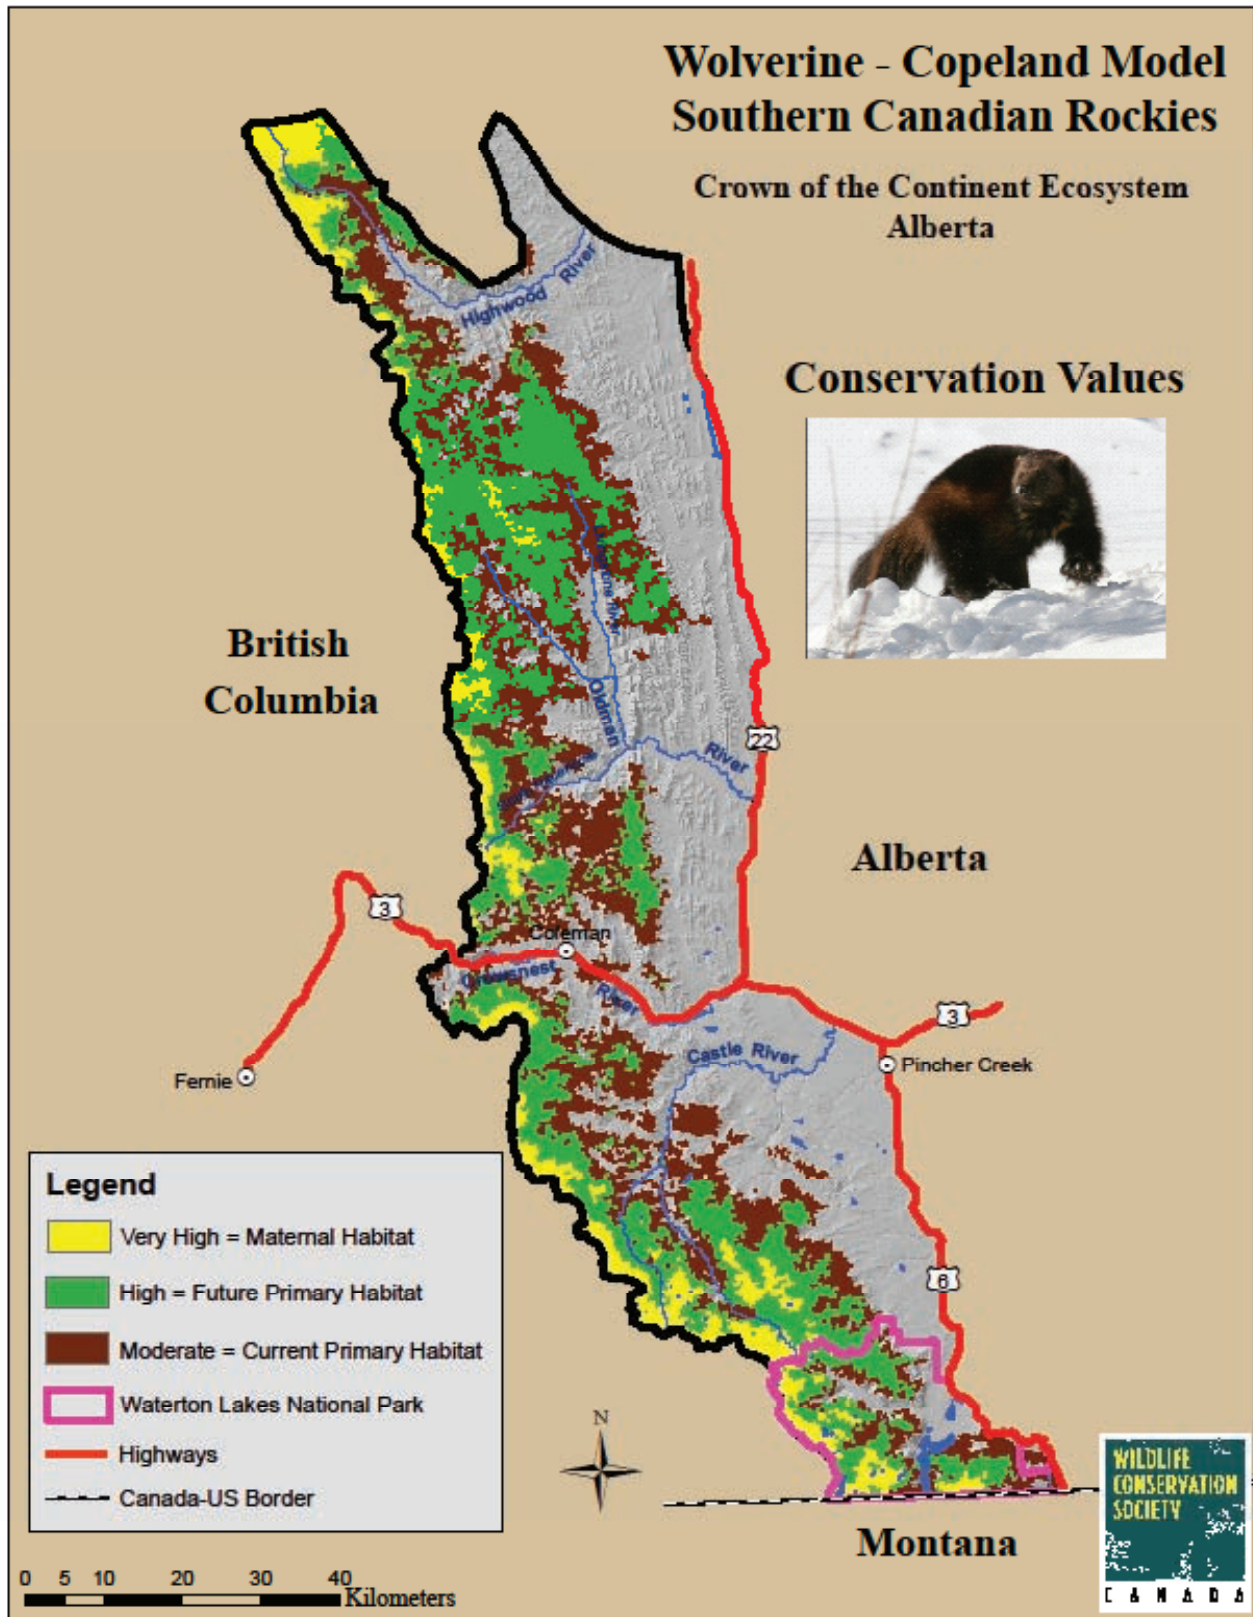 Wolverine - Copeland Model
Southern Canadian Rockies
Crown of the Continent Ecosystem
Alberta
Highwood River
Conservation Values
British
Columbia
Livingstone River
Oldman
River
22
Alberta
3
Coleman
Crowsnest
River
3
Castle River
Pincher Creek
Fernie
Legend
Very High = Maternal Habitat
High = Future Primary Habitat
Moderate = Current Primary Habitat
Waterton Lakes National Park
Highways
Canada-US Border
6
N
Montana
WILDLIFE
CONSERVATION
SOCIETY
CANADA
0 5 10 20 30 40
Kilometers